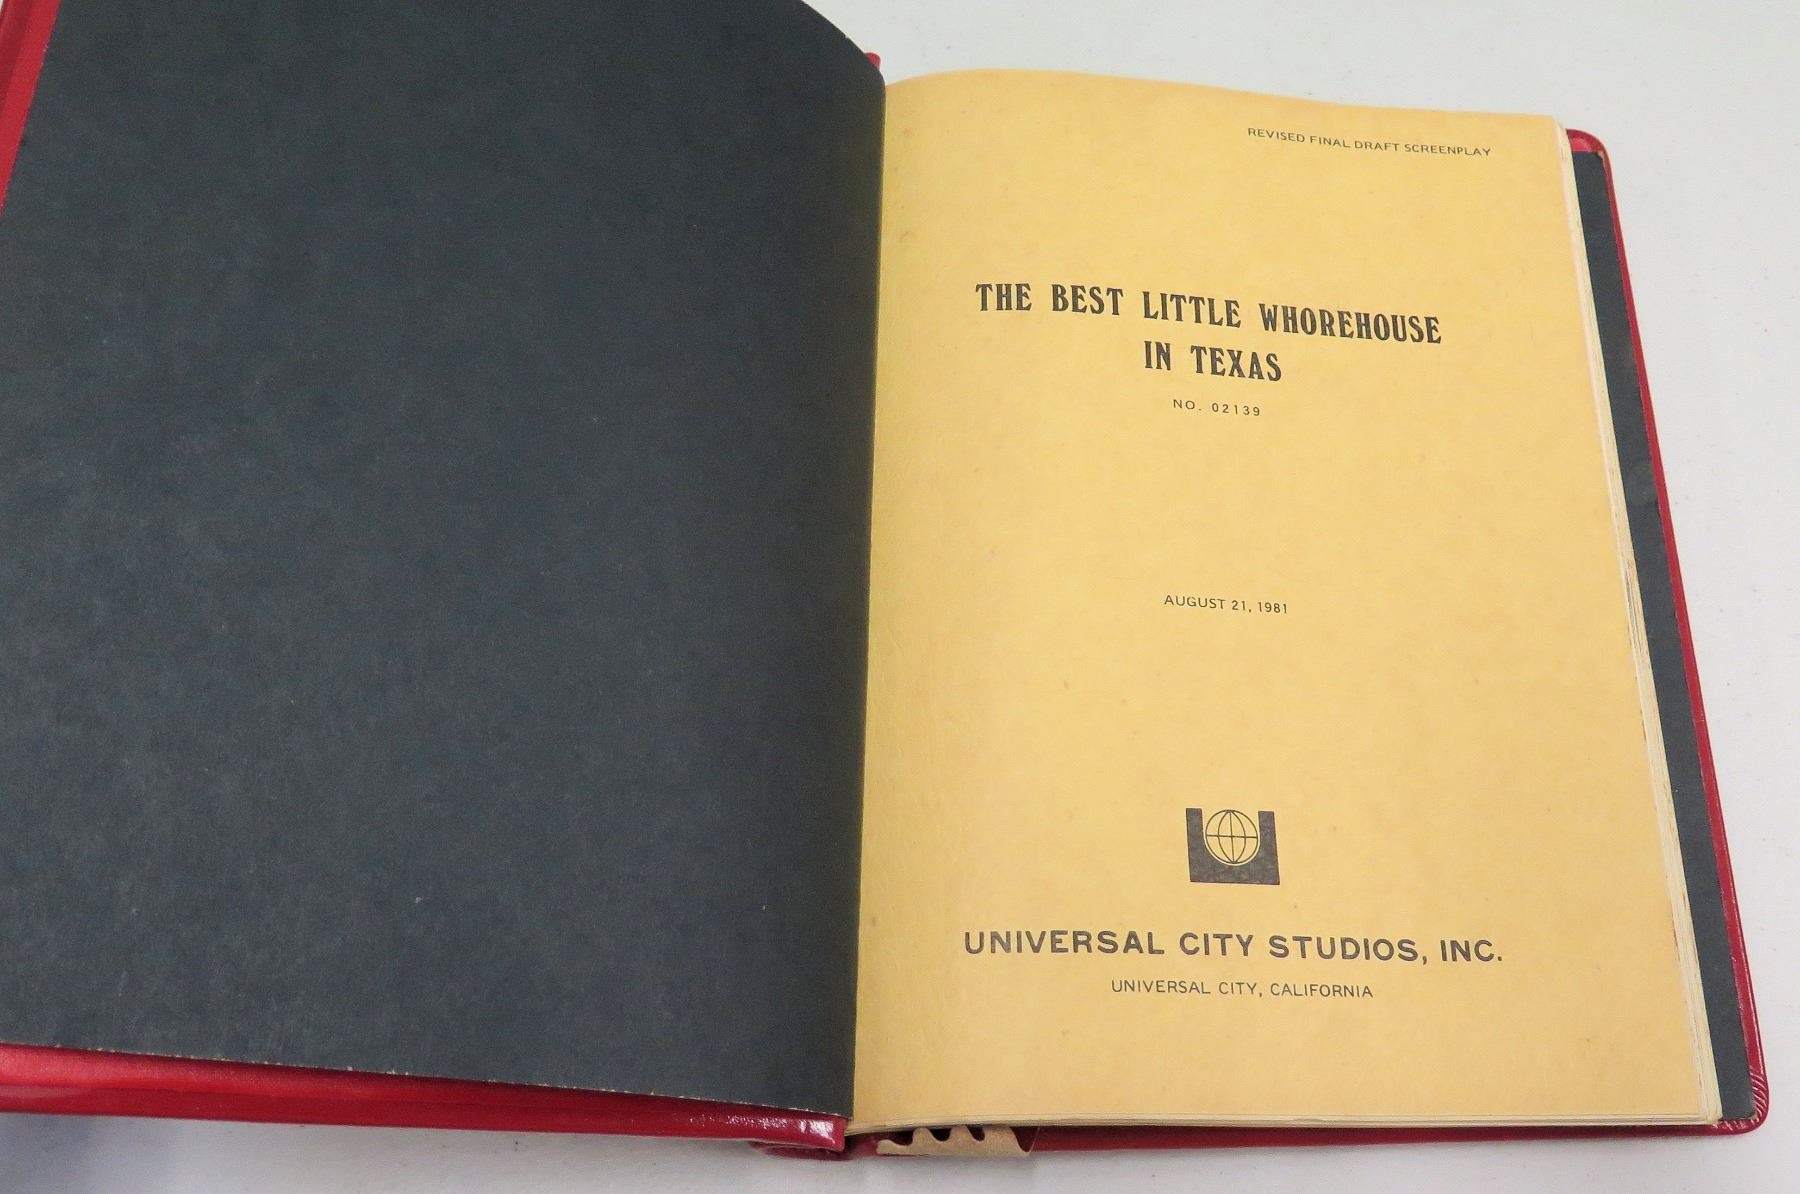 REVISED FINAL DRAFT SCREENPLAY
THE BEST LITTLE WHOREHOUSE
IN TEXAS
NO. 02139
AUGUST 21, 1981
UNIVERSAL CITY STUDIOS, INC.
UNIVERSAL CITY, CALIFORNIA